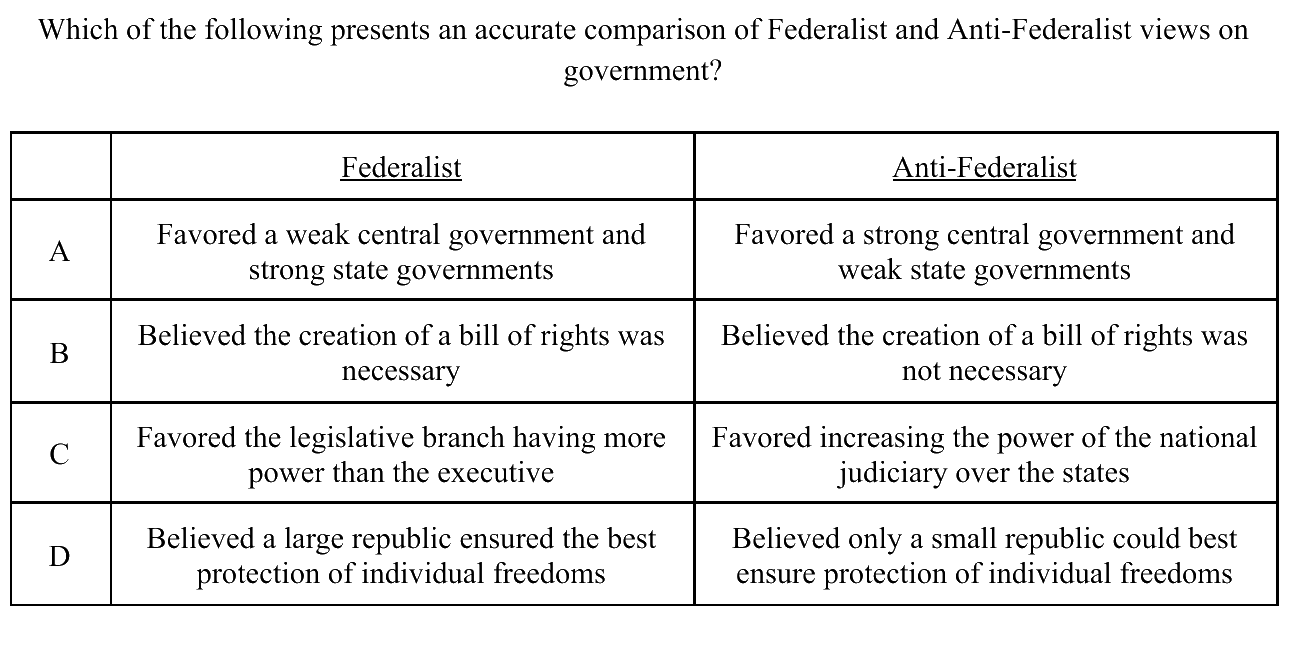 Which of the following presents an accurate comparison of Federalist and Anti-Federalist views on
government?
Federalist
Anti-Federalist
A
Favored a weak central government and
strong state governments
Favored a strong central government and
weak state governments
B
Believed the creation of a bill of rights was
necessary
Believed the creation of a bill of rights was
not necessary
C
Favored the legislative branch having more
power than the executive
Favored increasing the power of the national
judiciary over the states
D
Believed a large republic ensured the best
protection of individual freedoms
Believed only a small republic could best
ensure protection of individual freedoms